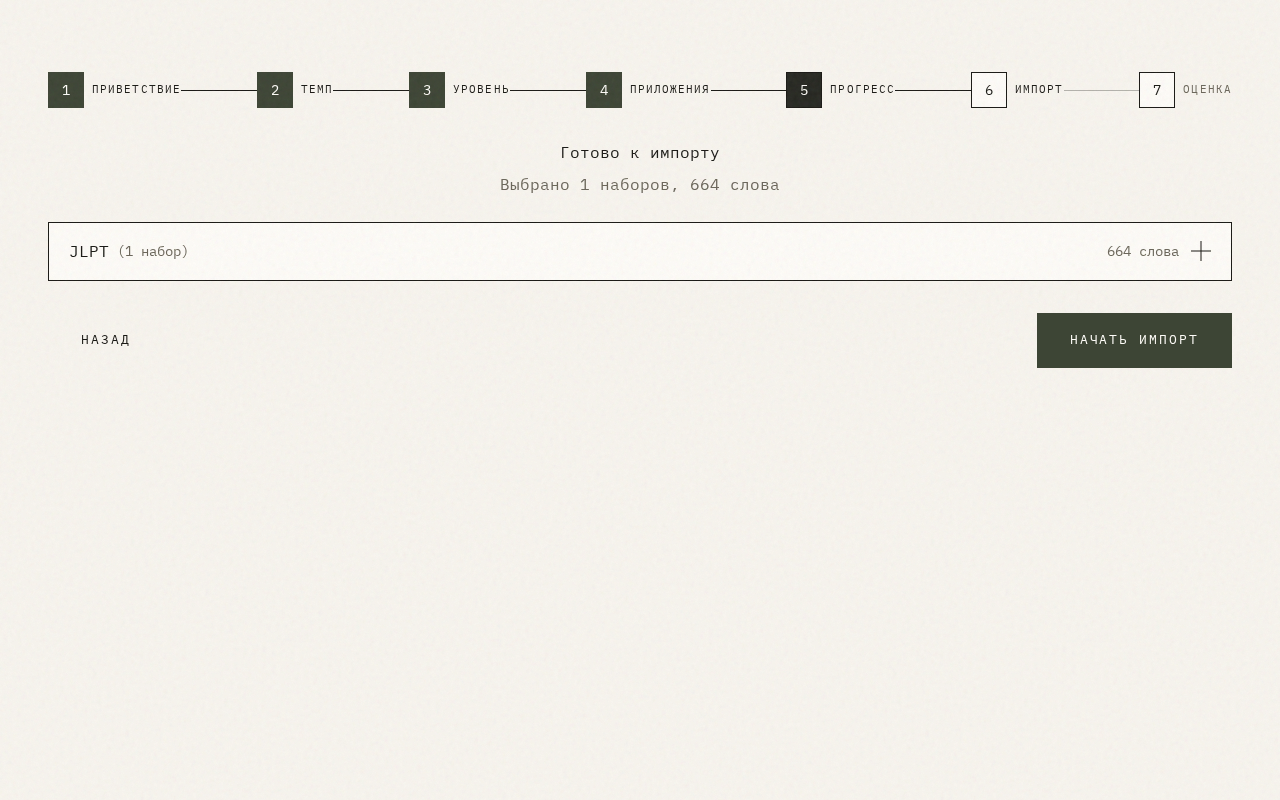 1 ПРИВЕТСТВИЕ 2 ТЕМП 3 УРОВЕНЬ 4 ПРИЛОЖЕНИЯ 5 ПРОГРЕСС 6 ИМПОРТ 7 ОЦЕНКА
Готово к импорту
Выбрано 1 наборов, 664 слова
JLPT (1 набор) 664 слова
НАЗАД НАЧАТЬ ИМПОРТ